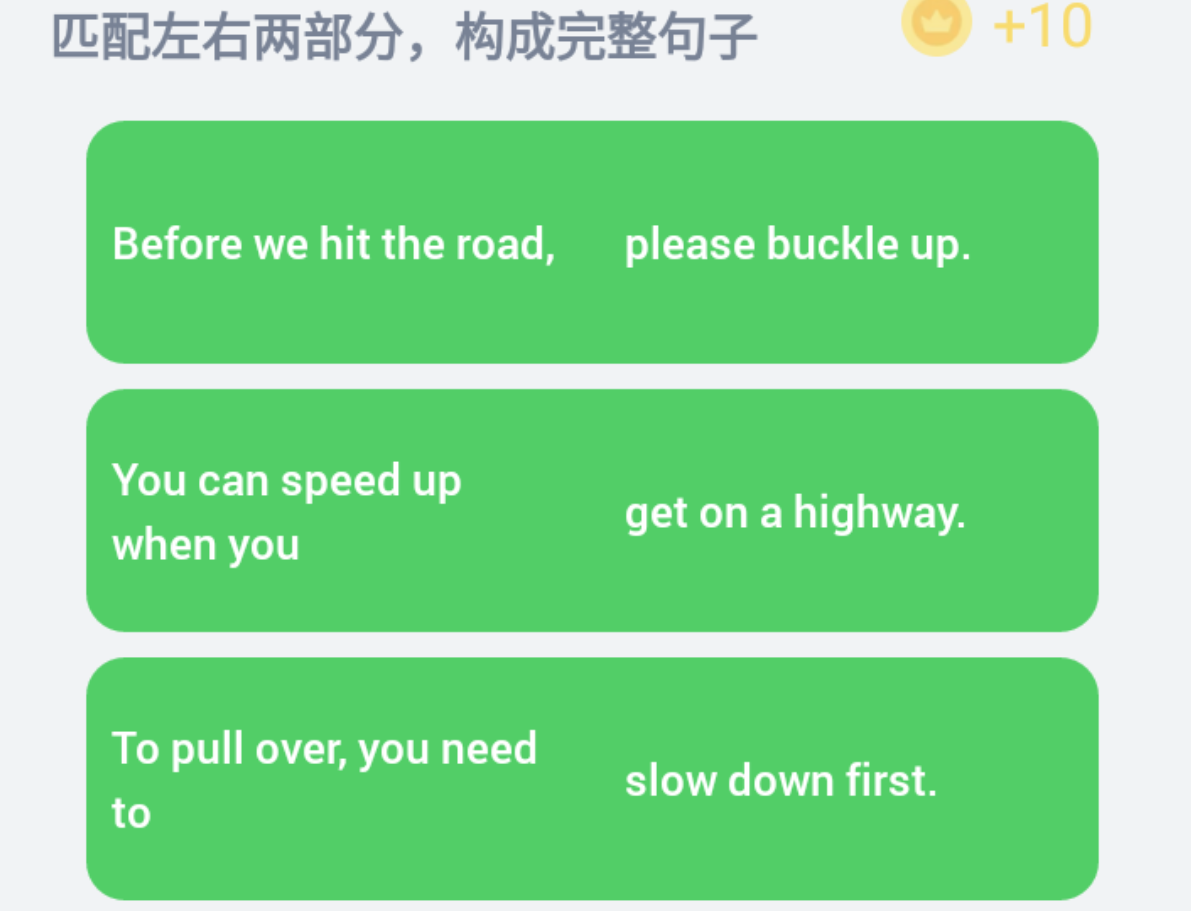 匹配左右两部分，构成完整句子
+10
Before we hit the road,
please buckle up.
You can speed up
when you
get on a highway.
To pull over, you need
to
slow down first.